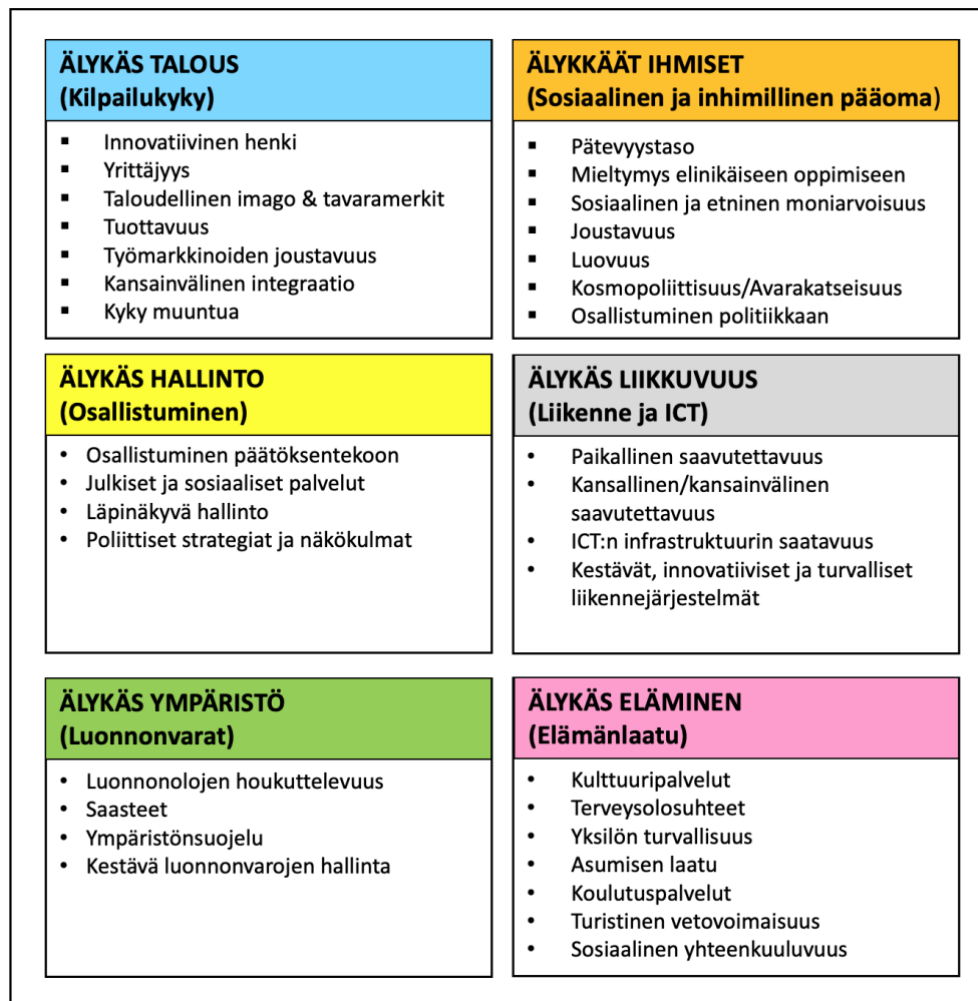 ÄLYKÄS TALOUS
(Kilpailukyky)
▪ Innovatiivinen henki
▪ Yrittäjyys
▪ Taloudellinen imago & tavaramerkit
▪ Tuottavuus
▪ Työmarkkinoiden joustavuus
▪ Kansainvälinen integraatio
▪ Kyky muuntua
ÄLYKKÄÄT IHMISET
(Sosiaalinen ja inhimillinen pääoma)
▪ Pätevyystaso
▪ Mieltymys elinikäiseen oppimiseen
▪ Sosiaalinen ja etninen moniarvoisuus
▪ Joustavuus
▪ Luovuus
▪ Kosmopoliittisuus/Avarakatseisuus
▪ Osallistuminen politiikkaan
ÄLYKÄS HALLINTO
(Osallistuminen)
• Osallistuminen päätöksentekoon
• Julkiset ja sosiaaliset palvelut
• Läpinäkyvä hallinto
• Poliittiset strategiat ja näkökulmat
ÄLYKÄS LIIKKUVUUS
(Liikenne ja ICT)
• Paikallinen saavutettavuus
• Kansallinen/kansainvälinen
saavutettavuus
• ICT:n infrastruktuurin saatavuus
• Kestävät, innovatiiviset ja turvalliset
liikennejärjestelmät
ÄLYKÄS YMPÄRISTÖ
(Luonnonvarat)
• Luonnonolojen houkuttelevuus
• Saasteet
• Ympäristönsuojelu
• Kestävä luonnonvarojen hallinta
ÄLYKÄS ELÄMINEN
(Elämänlaatu)
• Kulttuuripalvelut
• Terveysolosuhteet
• Yksilön turvallisuus
• Asumisen laatu
• Koulutuspalvelut
• Turistinen vetovoimaisuus
• Sosiaalinen yhteenkuuluvuus